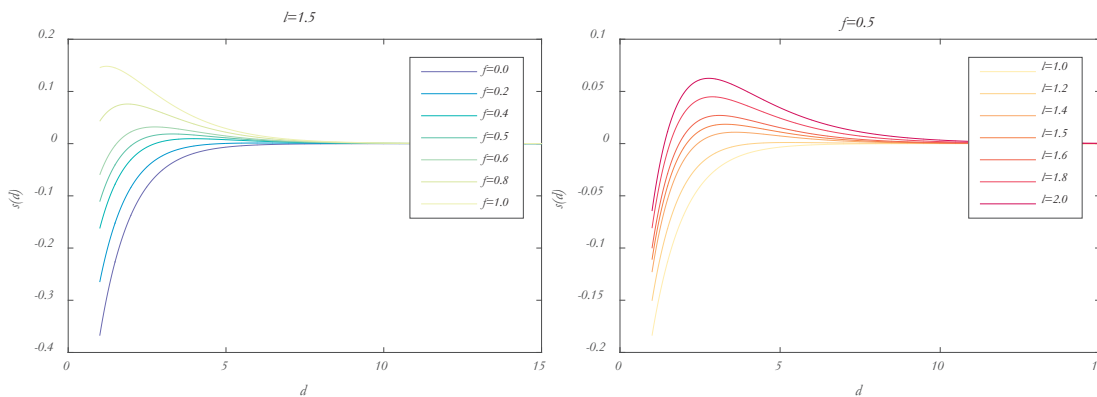 l=1.5
0.2
0.1
0
-0.1
-0.2
-0.3
-0.4
s(d)
0
5
10
15
d
f=0.0
f=0.2
f=0.4
f=0.5
f=0.6
f=0.8
f=1.0
f=0.5
0.1
0.05
0
-0.05
-0.1
-0.15
-0.2
s(d)
0
5
10
d
l=1.0
l=1.2
l=1.4
l=1.5
l=1.6
l=1.8
l=2.0